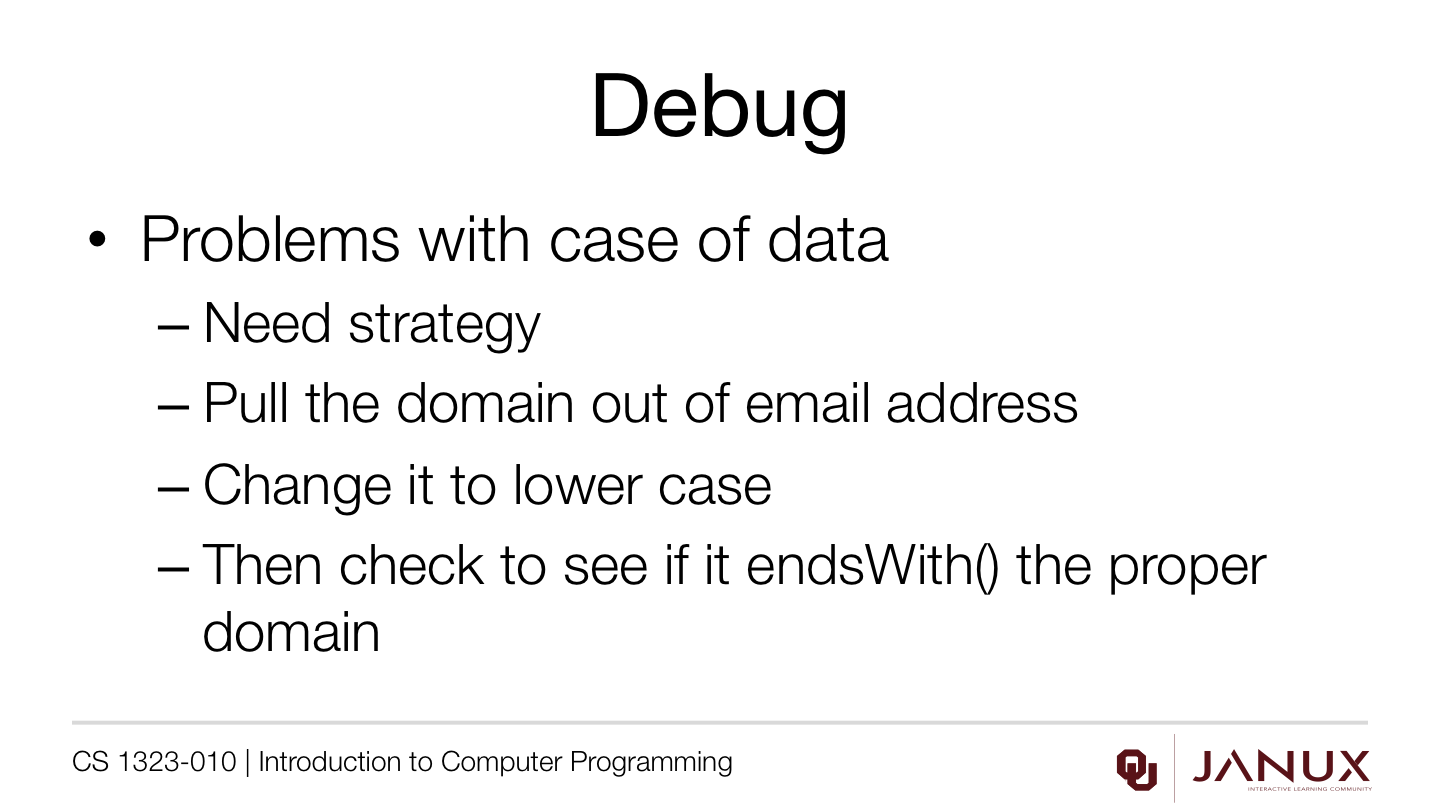 Debug
• Problems with case of data
– Need strategy
– Pull the domain out of email address
– Change it to lower case
– Then check to see if it endsWith() the proper
domain
CS 1323-010 | Introduction to Computer Programming
OU
JANUX
INTERACTIVE LEARNING COMMUNITY